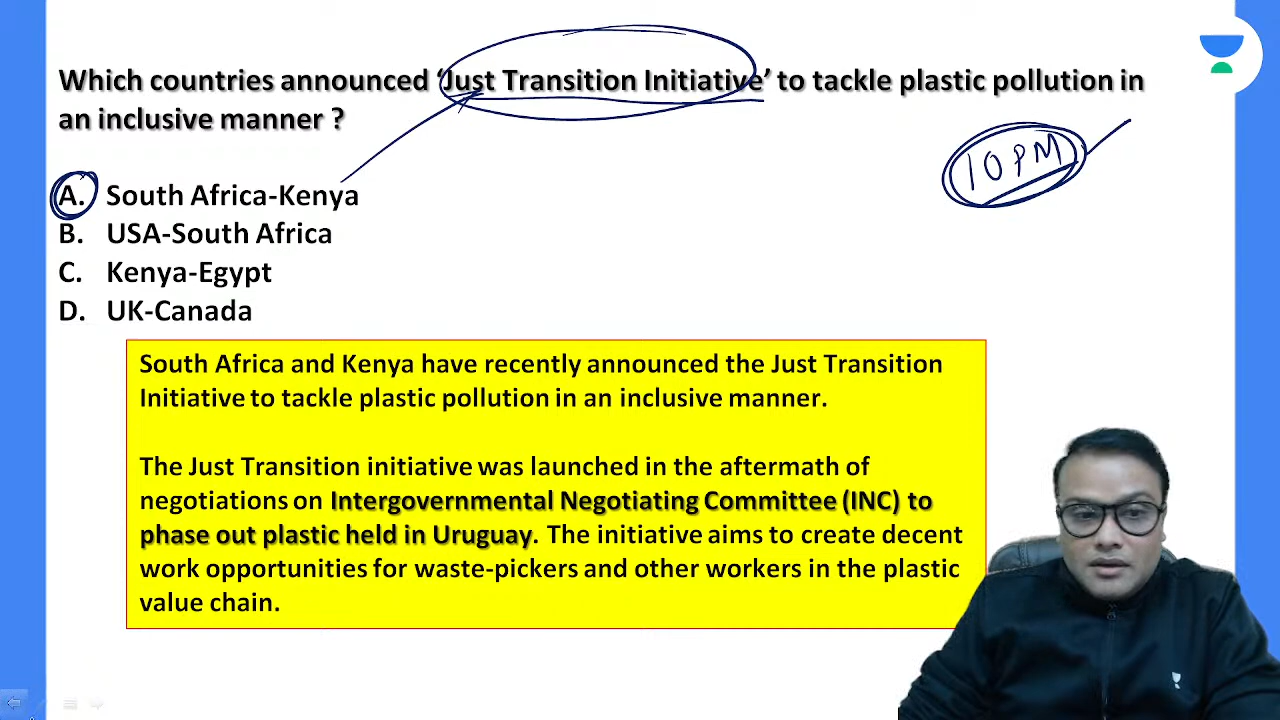 Which countries announced ‘Just Transition Initiative’ to tackle plastic pollution in
an inclusive manner ?
10 PM
A. South Africa-Kenya
B. USA-South Africa
C. Kenya-Egypt
D. UK-Canada
South Africa and Kenya have recently announced the Just Transition
Initiative to tackle plastic pollution in an inclusive manner.
The Just Transition initiative was launched in the aftermath of
negotiations on Intergovernmental Negotiating Committee (INC) to
phase out plastic held in Uruguay. The initiative aims to create decent
work opportunities for waste-pickers and other workers in the plastic
value chain.